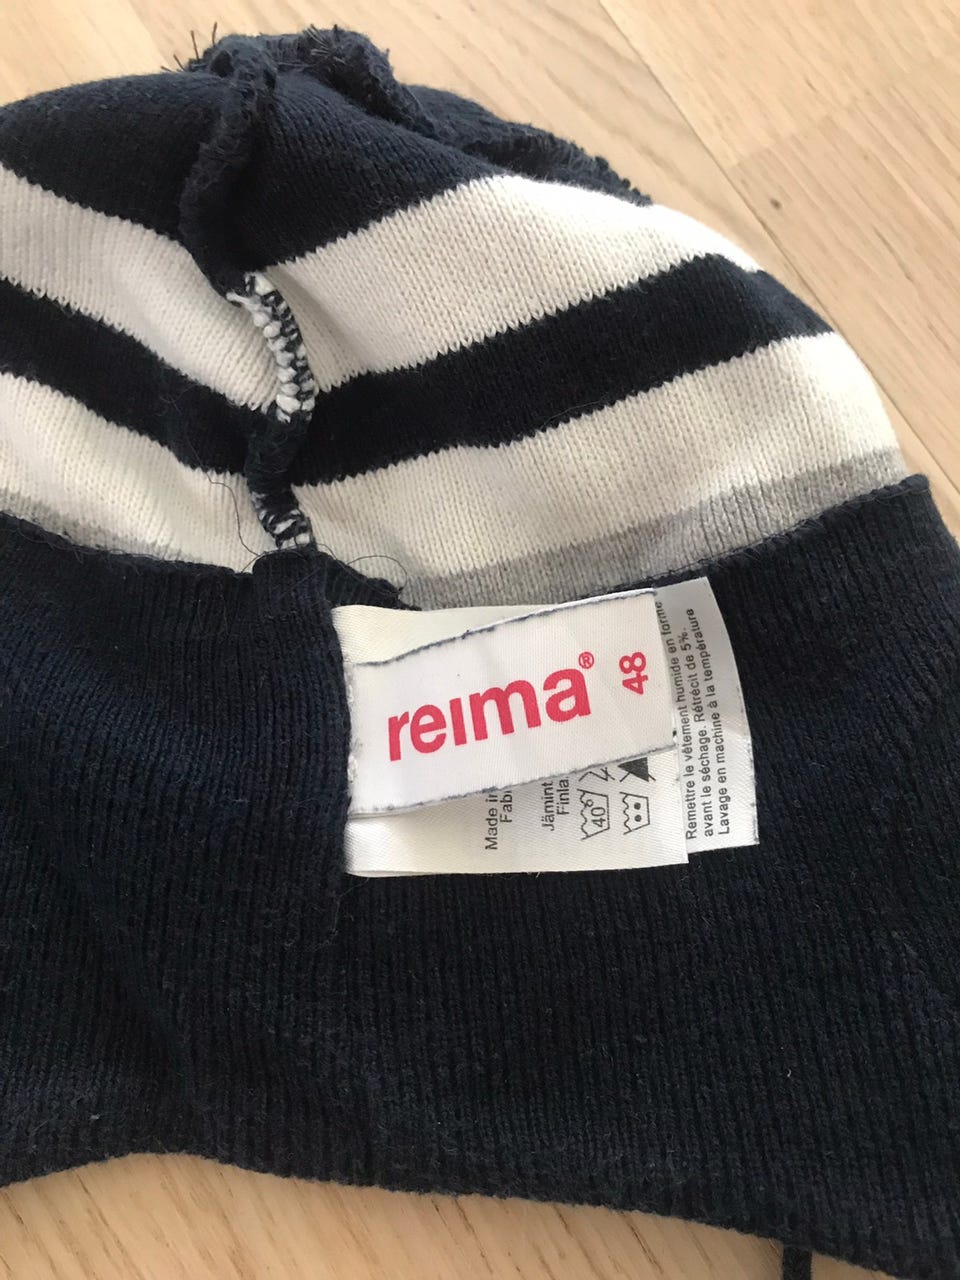 reima®
48
Made in
Fabr
Jämint
Finla
40°
Remettre le vêtement humide en forme
avant le séchage. Rétrécit de 5%.
Lavage en machine à la température